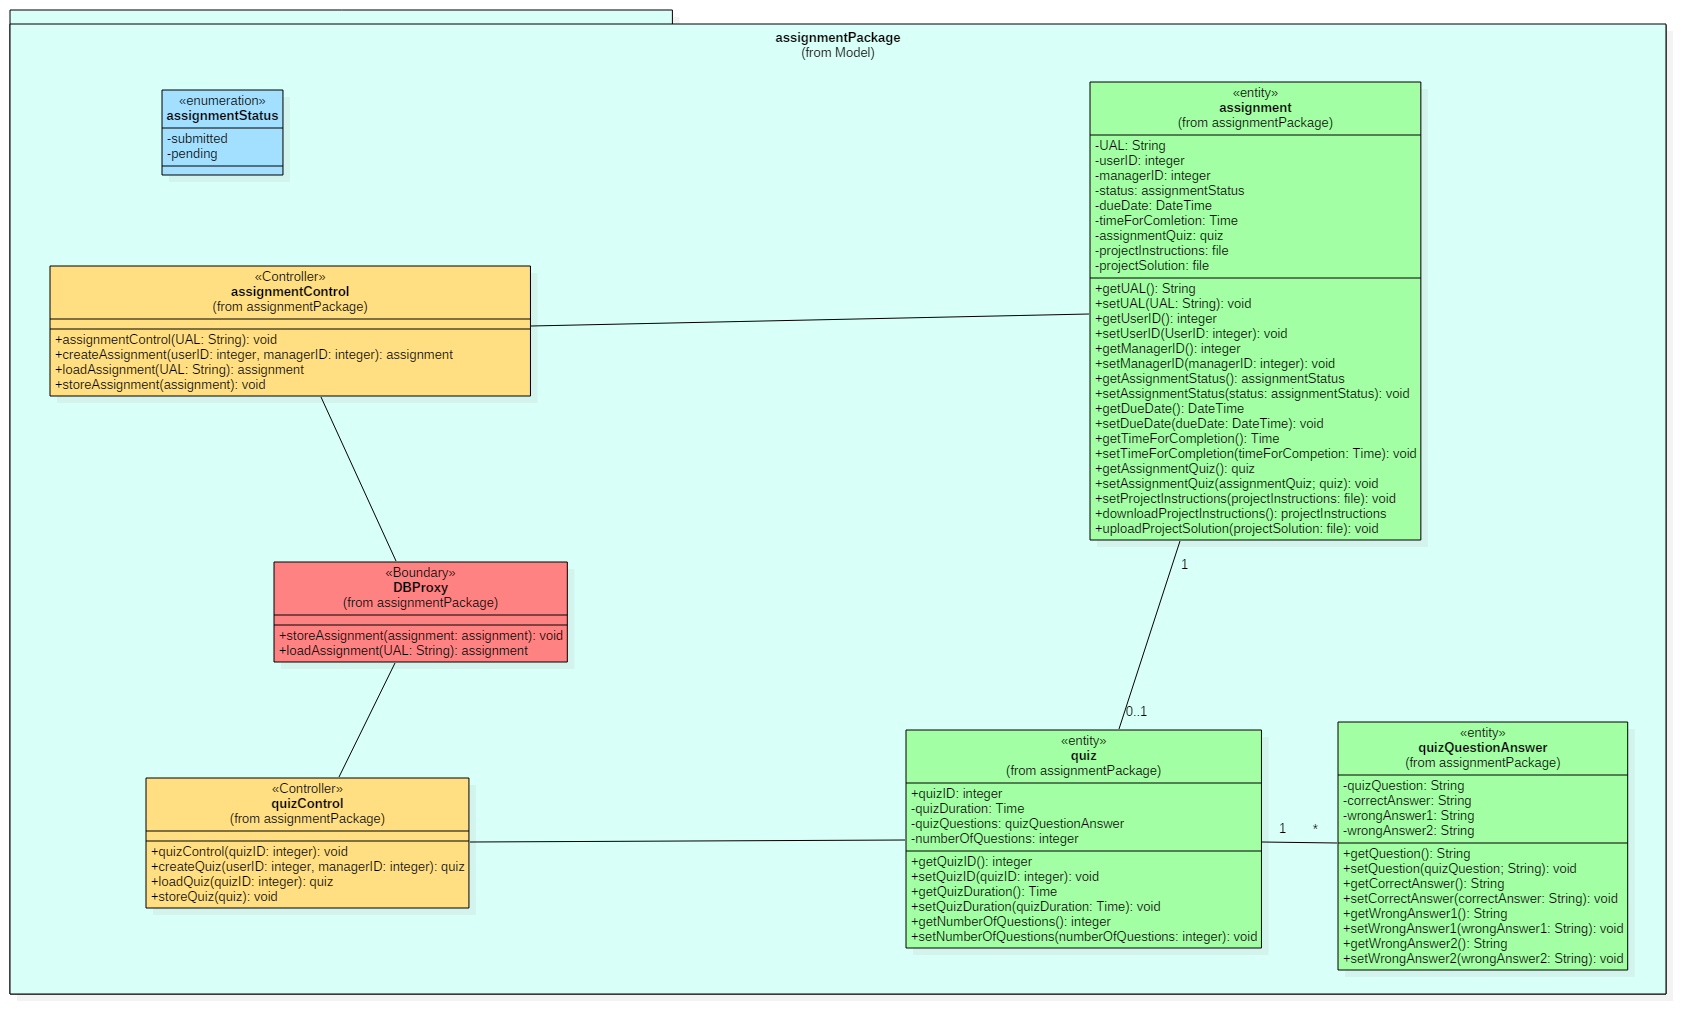 assignmentPackage
(from Model)
«enumeration»
assignmentStatus
-submitted
-pending
«entity»
assignment
(from assignmentPackage)
-UAL: String
-userID: integer
-managerID: integer
-status: assignmentStatus
-dueDate: DateTime
-timeForComletion: Time
-assignmentQuiz: quiz
-projectInstructions: file
-projectSolution: file
+getUAL(): String
+setUAL(UAL: String): void
+getUserID(): integer
+setUserID(UserID: integer): void
+getManagerID(): integer
+setManagerID(managerID: integer): void
+getAssignmentStatus(): assignmentStatus
+setAssignmentStatus(status: assignmentStatus): void
+getDueDate(): DateTime
+setDueDate(dueDate: DateTime): void
+getTimeForCompletion(): Time
+setTimeForCompletion(timeForCompetion: Time): void
+getAssignmentQuiz(): quiz
+setAssignmentQuiz(assignmentQuiz; quiz): void
+setProjectInstructions(projectInstructions: file): void
+downloadProjectInstructions(): projectInstructions
+uploadProjectSolution(projectSolution: file): void
«Controller»
assignmentControl
(from assignmentPackage)
+assignmentControl(UAL: String): void
+createAssignment(userID: integer, managerID: integer): assignment
+loadAssignment(UAL: String): assignment
+storeAssignment(assignment): void
«Boundary»
DBProxy
(from assignmentPackage)
+storeAssignment(assignment: assignment): void
+loadAssignment(UAL: String): assignment
1
0..1
«Controller»
quizControl
(from assignmentPackage)
+quizControl(quizID: integer): void
+createQuiz(userID: integer, managerID: integer): quiz
+loadQuiz(quizID: integer): quiz
+storeQuiz(quiz): void
«entity»
quiz
(from assignmentPackage)
+quizID: integer
-quizDuration: Time
-quizQuestions: quizQuestionAnswer
-numberOfQuestions: integer
+getQuizID(): integer
+setQuizID(quizID: integer): void
+getQuizDuration(): Time
+setQuizDuration(quizDuration: Time): void
+getNumberOfQuestions(): integer
+setNumberOfQuestions(numberOfQuestions: integer): void
1 *
«entity»
quizQuestionAnswer
(from assignmentPackage)
-quizQuestion: String
-correctAnswer: String
-wrongAnswer1: String
-wrongAnswer2: String
+getQuestion(): String
+setQuestion(quizQuestion; String): void
+getCorrectAnswer(): String
+setCorrectAnswer(correctAnswer: String): void
+getWrongAnswer1(): String
+setWrongAnswer1(wrongAnswer1: String): void
+getWrongAnswer2(): String
+setWrongAnswer2(wrongAnswer2: String): void